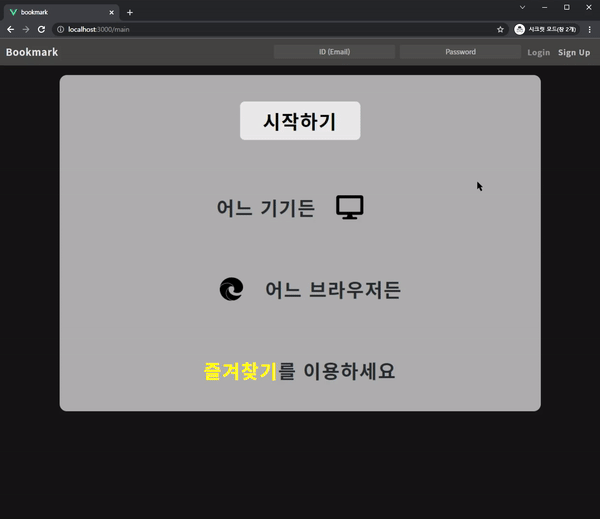 bookmark
localhost:3000/main
시크릿 모드(창 2개)
Bookmark
ID (Email)
Password
Login
Sign Up
시작하기
어느 기기든
어느 브라우저든
즐겨찾기를 이용하세요